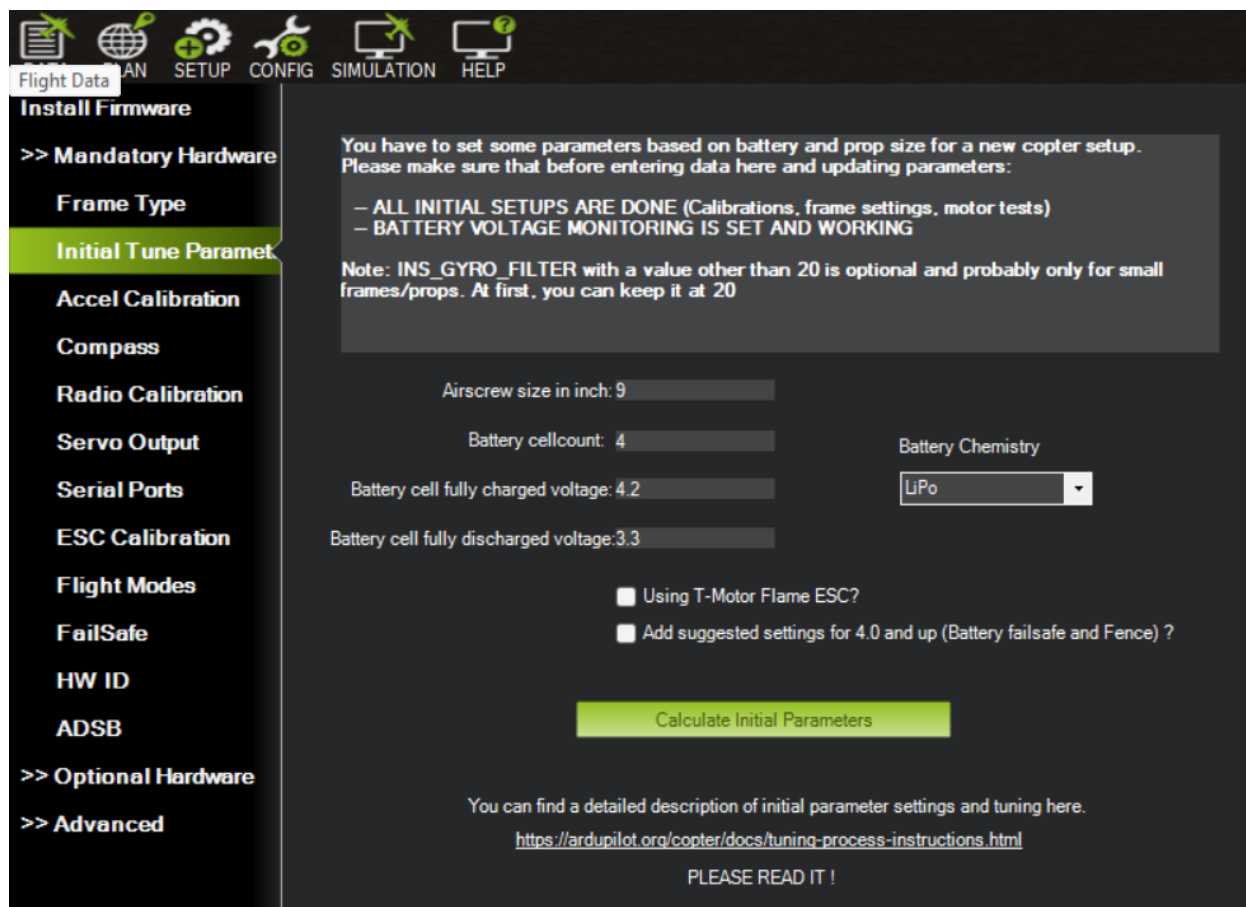 PLAN SETUP CONFIG SIMULATION HELP
Flight Data
Install Firmware
>> Mandatory Hardware
Frame Type
Initial Tune Paramet
Accel Calibration
Compass
Radio Calibration
Servo Output
Serial Ports
ESC Calibration
Flight Modes
FailSafe
HW ID
ADSB
>> Optional Hardware
>> Advanced
You have to set some parameters based on battery and prop size for a new copter setup.
Please make sure that before entering data here and updating parameters:
– ALL INITIAL SETUPS ARE DONE (Calibrations, frame settings, motor tests)
– BATTERY VOLTAGE MONITORING IS SET AND WORKING
Note: INS_GYRO_FILTER with a value other than 20 is optional and probably only for small
frames/props. At first, you can keep it at 20
Airscrew size in inch: 9
Battery cellcount: 4
Battery Chemistry
Battery cell fully charged voltage: 4.2
LiPo
Battery cell fully discharged voltage: 3.3
Using T-Motor Flame ESC?
Add suggested settings for 4.0 and up (Battery failsafe and Fence) ?
Calculate Initial Parameters
You can find a detailed description of initial parameter settings and tuning here.
https://ardupilot.org/copter/docs/tuning-process-instructions.html
PLEASE READ IT !